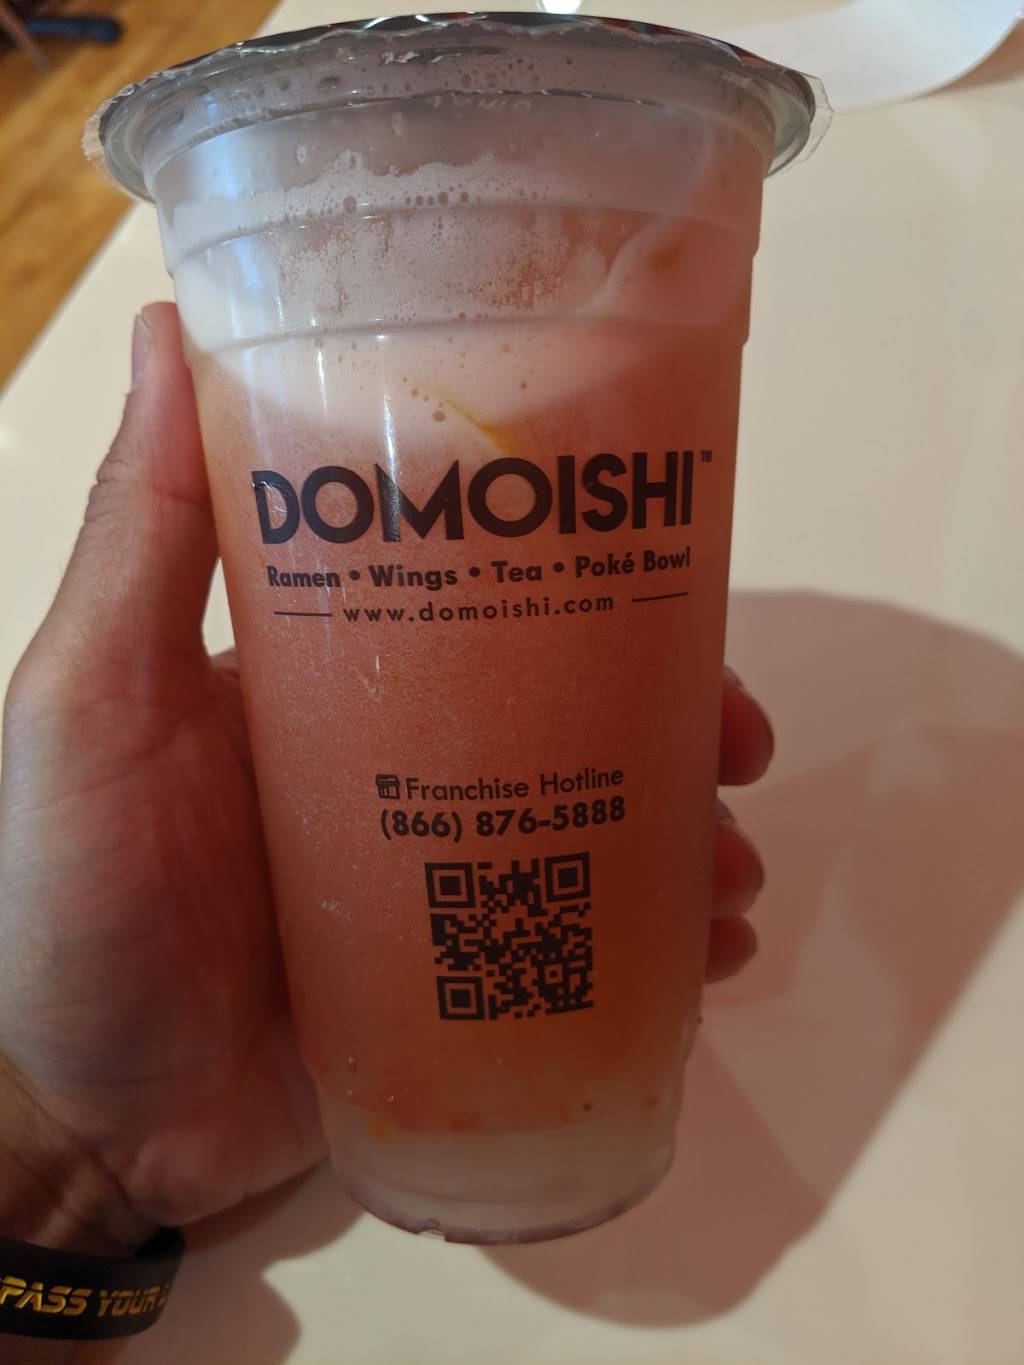 DOMOISHI™
Ramen • Wings • Tea • Poké Bowl
www.domoishi.com
Franchise Hotline
(866) 876-5888
PASS YOUR